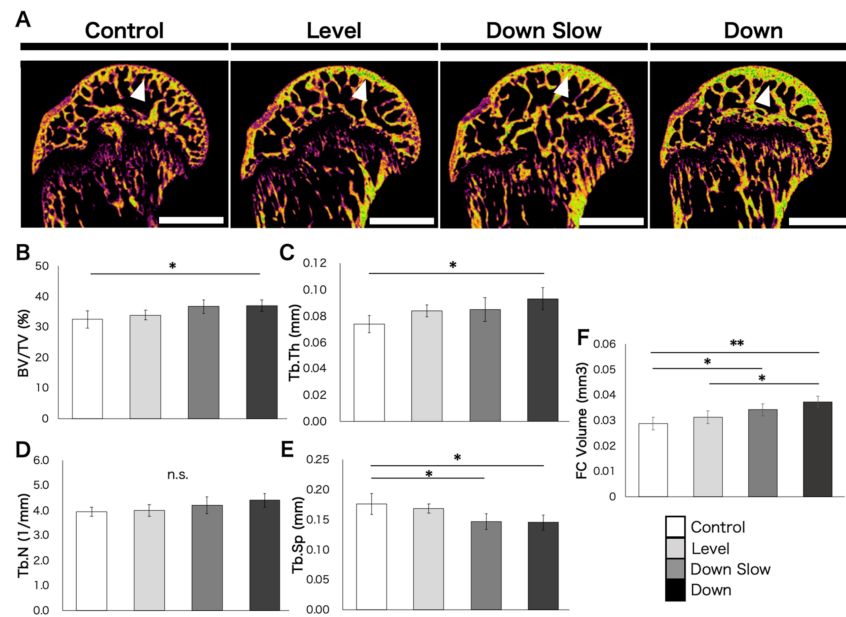 A
Control
Level
Down Slow
Down
B
BV/TV (%)
50
40
30
20
10
0
*
C
Tb.Th (mm)
0.12
0.10
0.08
0.06
0.04
0.02
0.00
*
D
Tb.N (1/mm)
6.0
5.0
4.0
3.0
2.0
1.0
0.0
n.s.
E
Tb.Sp (mm)
0.25
0.20
0.15
0.10
0.05
0.00
*
*
F
FC Volume (mm3)
0.06
0.05
0.04
0.03
0.02
0.01
0
**
*
*
Control
Level
Down Slow
Down